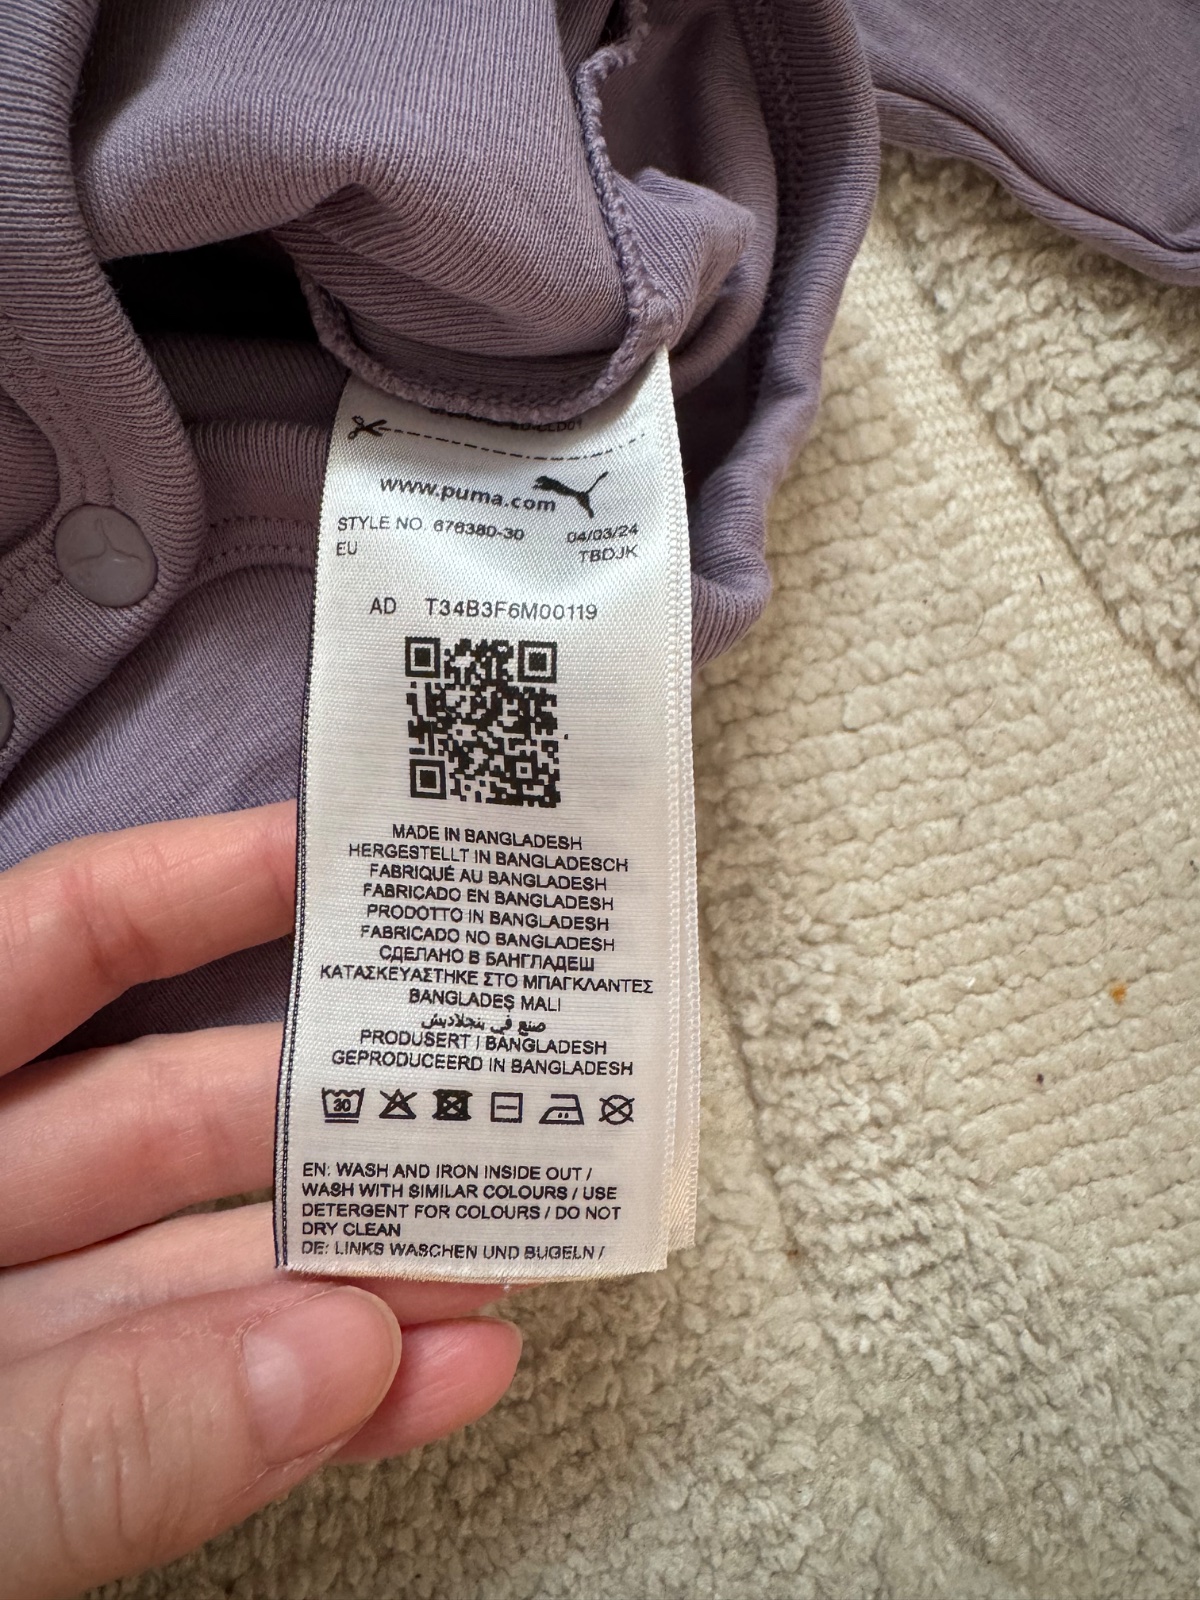 www.puma.com
STYLE NO 676380-30 04/03/24
EU TBDJK
AD T34B3F6M00119
MADE IN BANGLADESH
HERGESTELLT IN BANGLADESCH
FABRIQUÉ AU BANGLADESH
FABRICADO EN BANGLADESH
PRODOTTO IN BANGLADESH
FABRICADO NO BANGLADESH
СДЕЛАНО В БАНГЛАДЕШ
ΚΑΤΑΣΚΕΥΑΣΤΗΚΕ ΣΤΟ ΜΠΑΓΚΛΑΝΤΕΣ
BANGLADEŞ MALI
صنع في بنجلاديش
PRODUSERT I BANGLADESH
GEPRODUCEERD IN BANGLADESH
30
EN: WASH AND IRON INSIDE OUT /
WASH WITH SIMILAR COLOURS / USE
DETERGENT FOR COLOURS / DO NOT
DRY CLEAN
DE: LINKS WASCHEN UND BUGELN /